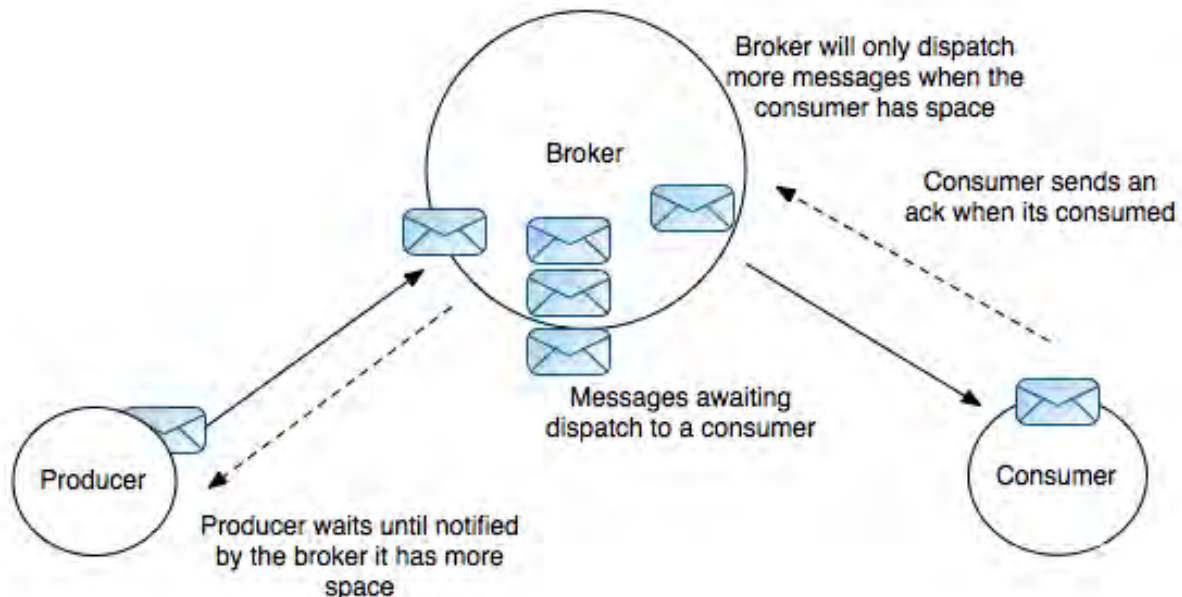 Broker will only dispatch
more messages when the
consumer has space
Broker
Consumer sends an
ack when its consumed
Messages awaiting
dispatch to a consumer
Producer
Consumer
Producer waits until notified
by the broker it has more
space